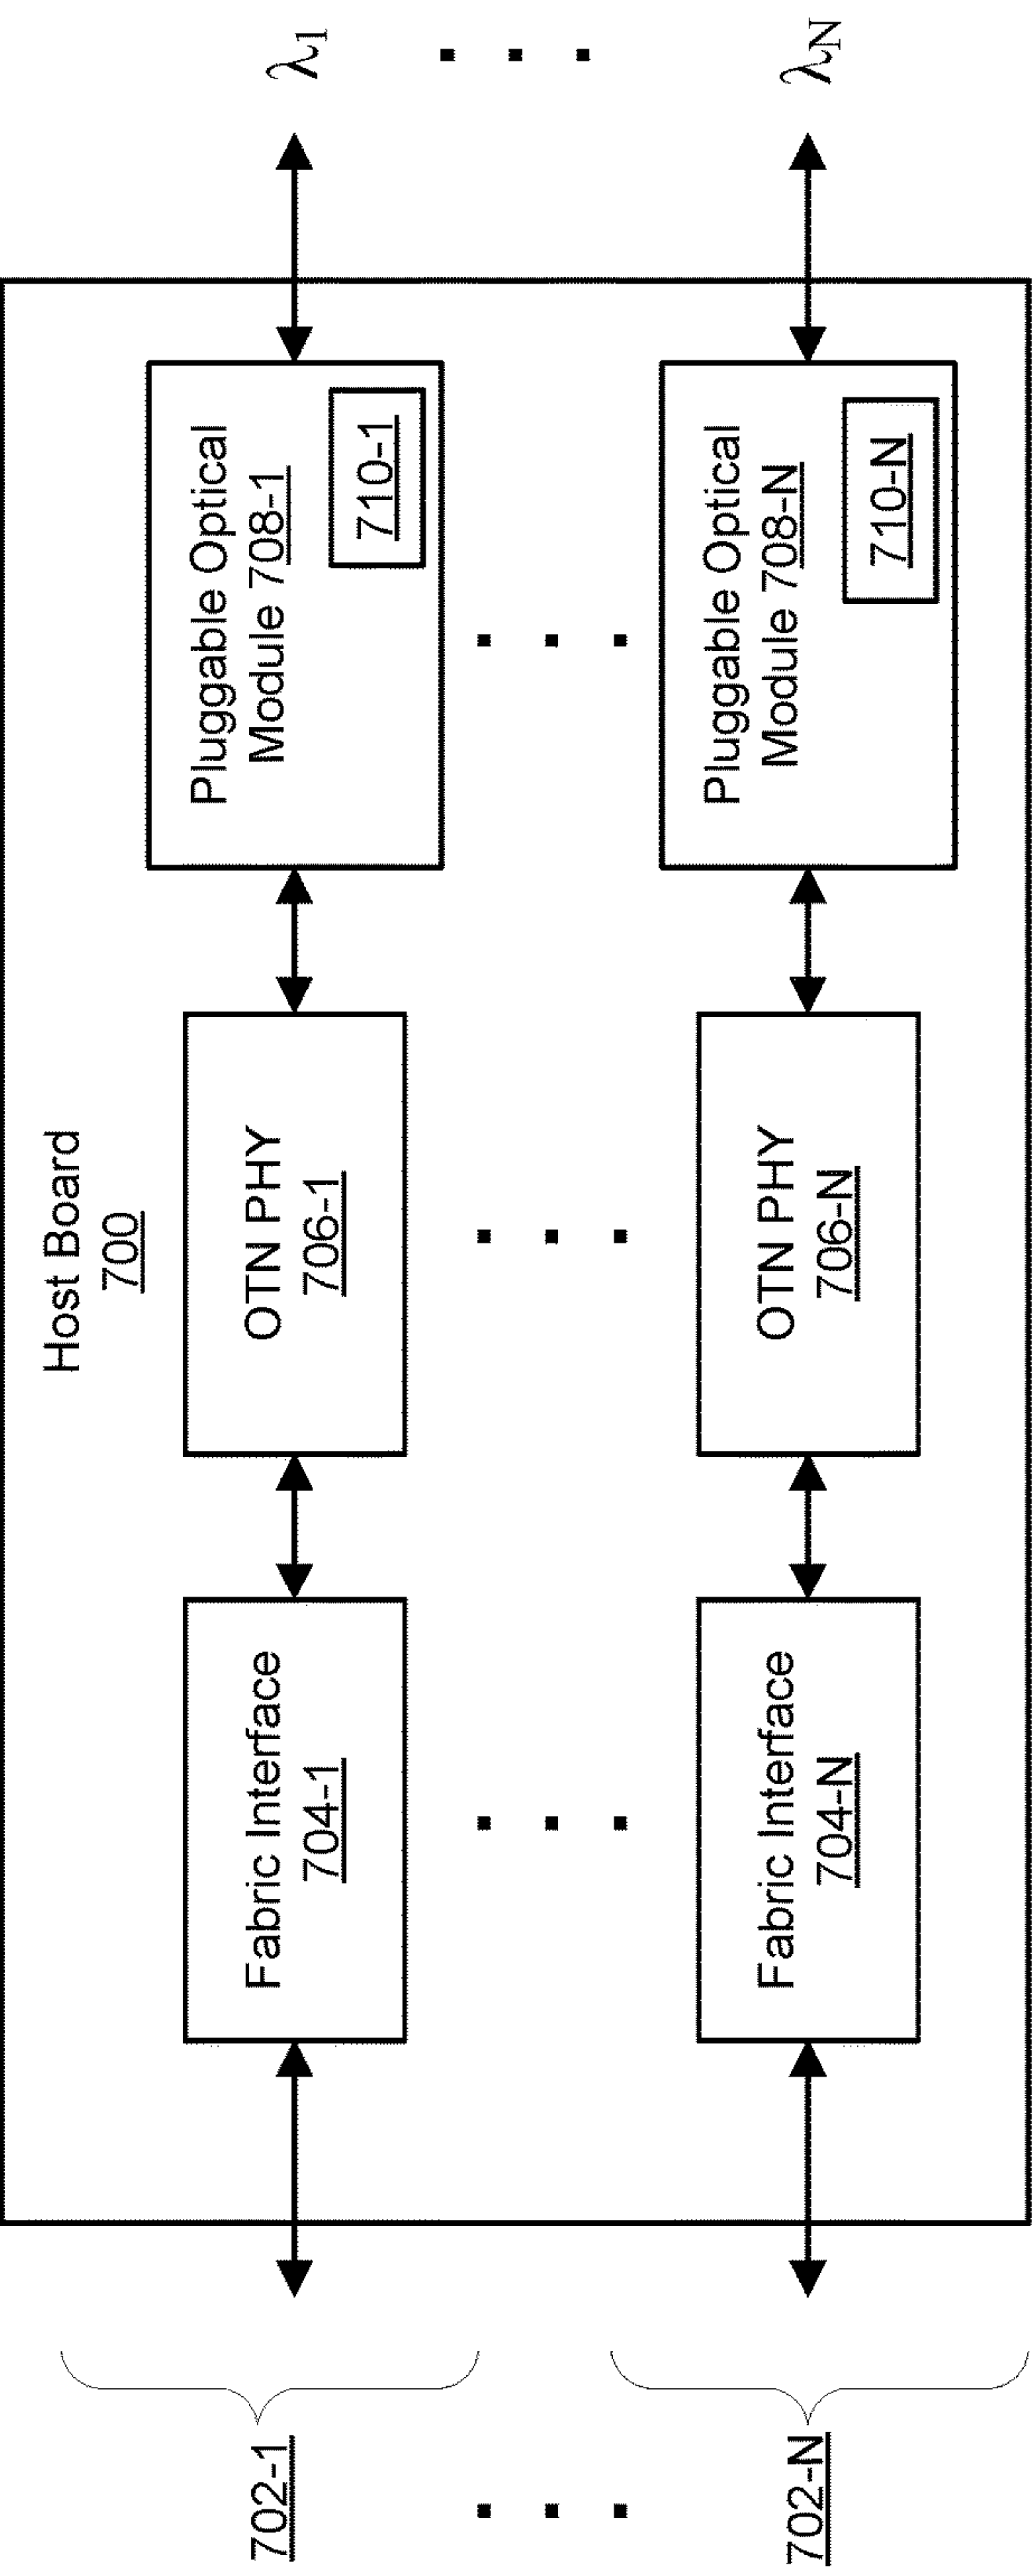 Host Board
700
702-1
Fabric Interface
704-1
OTN PHY
706-1
Pluggable Optical
Module 708-1
710-1
λ1
702-N
Fabric Interface
704-N
OTN PHY
706-N
Pluggable Optical
Module 708-N
710-N
λN